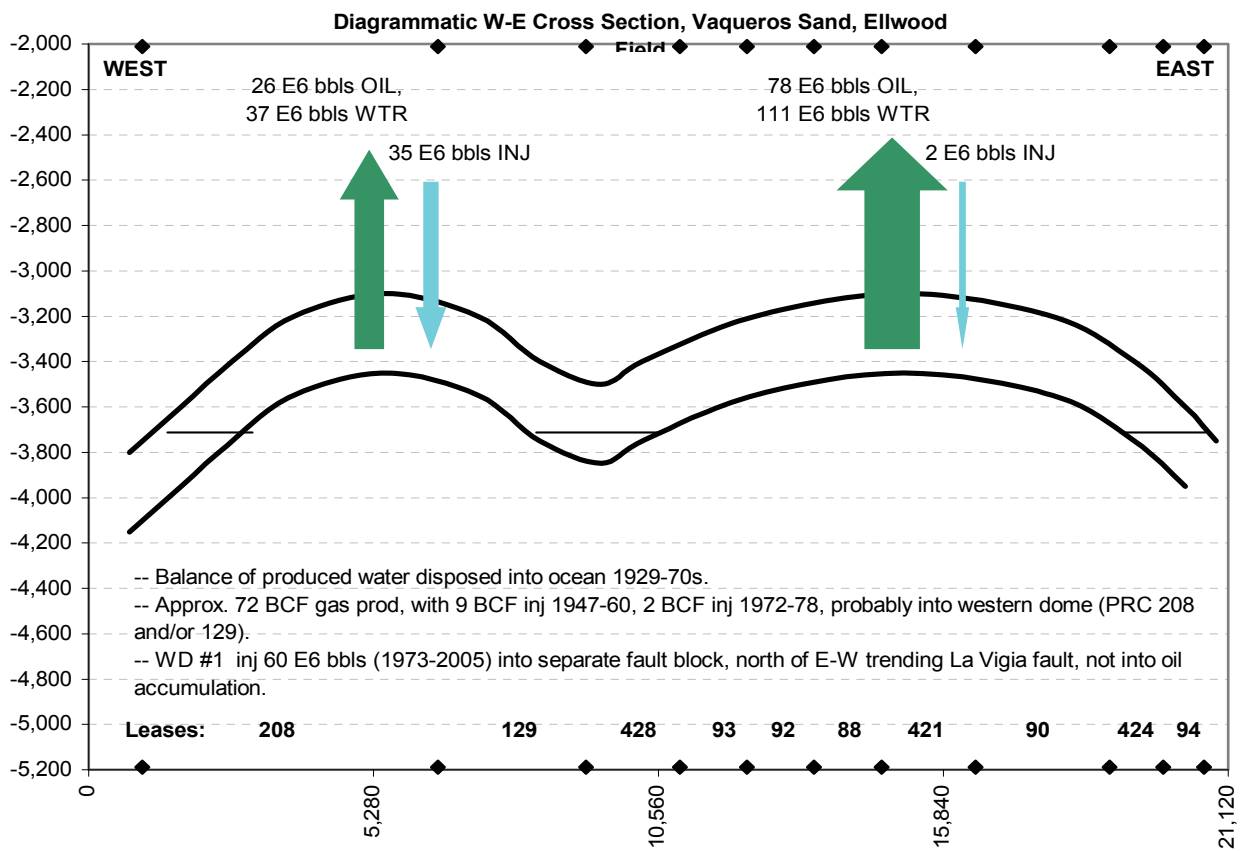 Diagrammatic W-E Cross Section, Vaqueros Sand, Ellwood
Field
WEST
EAST
26 E6 bbls OIL,
37 E6 bbls WTR
35 E6 bbls INJ
78 E6 bbls OIL,
111 E6 bbls WTR
2 E6 bbls INJ
-2,000
-2,200
-2,400
-2,600
-2,800
-3,000
-3,200
-3,400
-3,600
-3,800
-4,000
-4,200
-4,400
-4,600
-4,800
-5,000
-5,200
-- Balance of produced water disposed into ocean 1929-70s.
-- Approx. 72 BCF gas prod, with 9 BCF inj 1947-60, 2 BCF inj 1972-78, probably into western dome (PRC 208
and/or 129).
-- WD #1 inj 60 E6 bbls (1973-2005) into separate fault block, north of E-W trending La Vigia fault, not into oil
accumulation.
Leases: 208 129 428 93 92 88 421 90 424 94
0 5,280 10,560 15,840 21,120